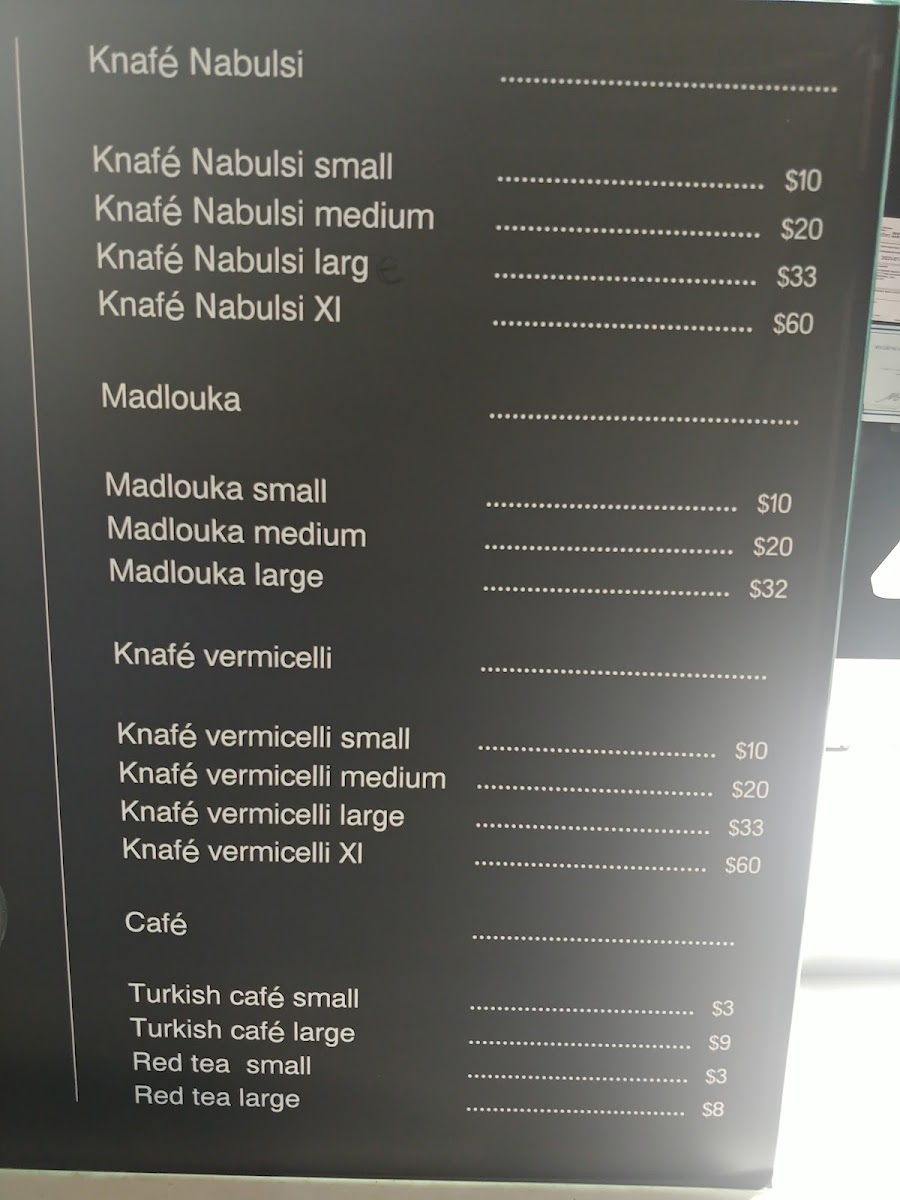 Knafé Nabulsi ............................................
Knafé Nabulsi small ................................... $10
Knafé Nabulsi medium ................................... $20
Knafé Nabulsi large ................................... $33
Knafé Nabulsi Xl ................................... $60
Madlouka ............................................
Madlouka small ................................... $10
Madlouka medium ................................... $20
Madlouka large ................................... $32
Knafé vermicelli ............................................
Knafé vermicelli small ................................... $10
Knafé vermicelli medium ................................... $20
Knafé vermicelli large ................................... $33
Knafé vermicelli Xl ................................... $60
Café ............................................
Turkish café small ................................... $3
Turkish café large ................................... $9
Red tea  small ................................... $3
Red tea large ................................... $8